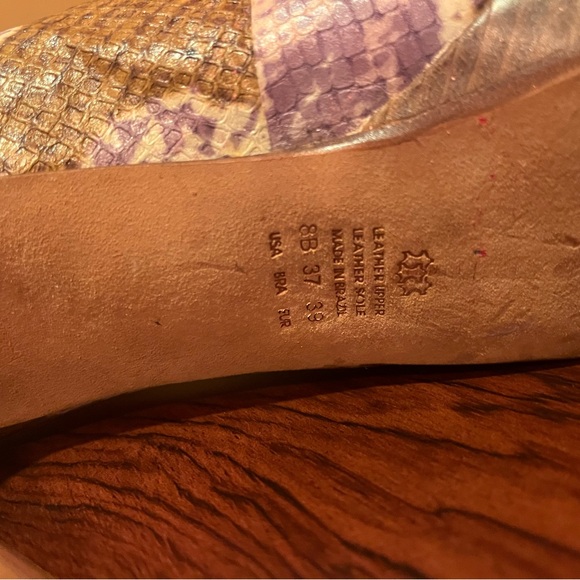 LEATHER UPPER
LEATHER SOLE
MADE IN BRAZIL
8B 37 39
USA BRA EUR